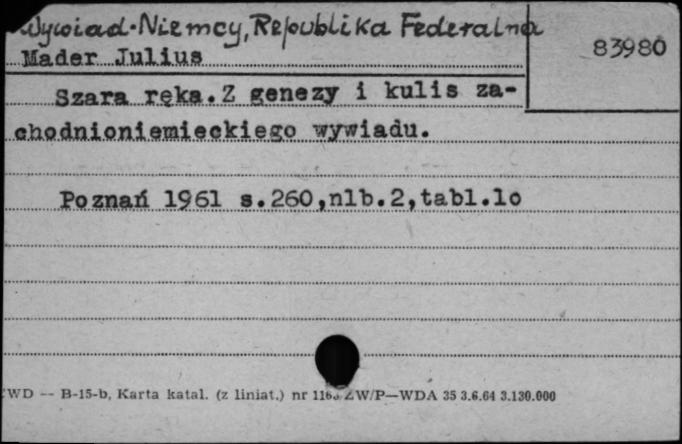 Wywiad-Niemcy, Republika Federalna
83980
Mader Julius
Szara ręka.Z genezy i kulis za-
chodnioniemieckiego wywiadu.
Poznań 1961 s.260,nlb.2,tabl.lo
WD -- B-15-b, Karta katal. (z liniat.) nr ZW/P—WDA 35 3.6.64 3.130.000